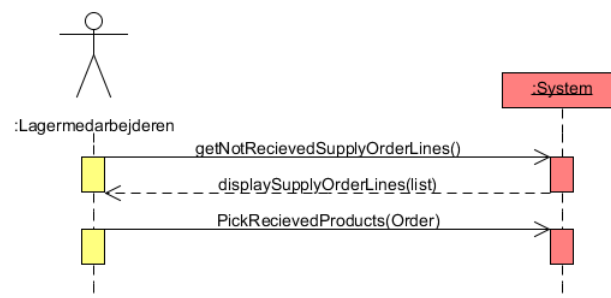 :System
:Lagermedarbejderen
getNotRecievedSupplyOrderLines()
displaySupplyOrderLines(list)
PickRecievedProducts(Order)